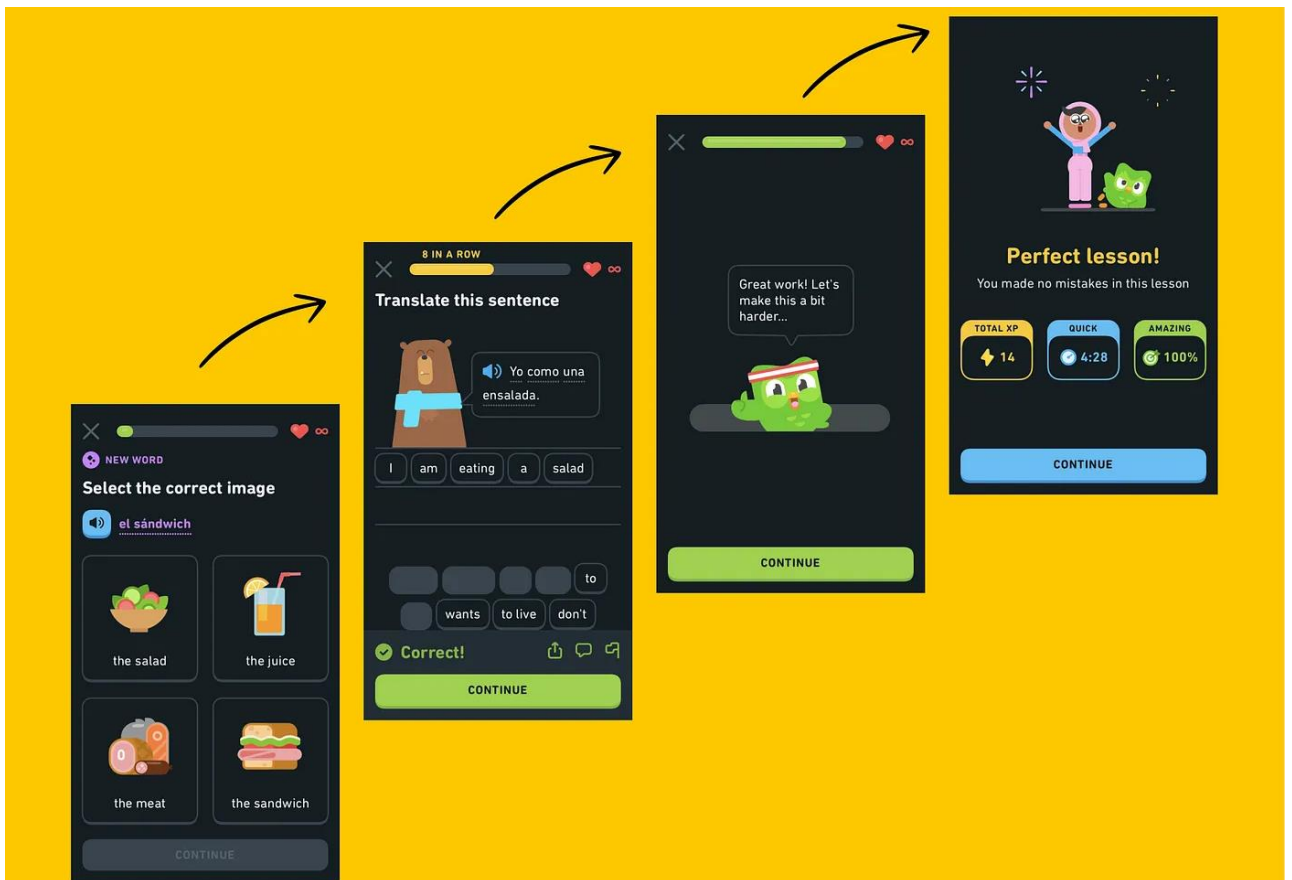 ∞
NEW WORD
Select the correct image
el sándwich
the salad
the juice
0
the meat
the sandwich
CONTINUE
8 IN A ROW
∞
Translate this sentence
Yo como una
ensalada.
I am eating a salad
to
wants to live don't
Correct!
CONTINUE
∞
Great work! Let's
make this a bit
harder...
CONTINUE
Perfect lesson!
You made no mistakes in this lesson
TOTAL XP QUICK AMAZING
14 4:28 100%
CONTINUE